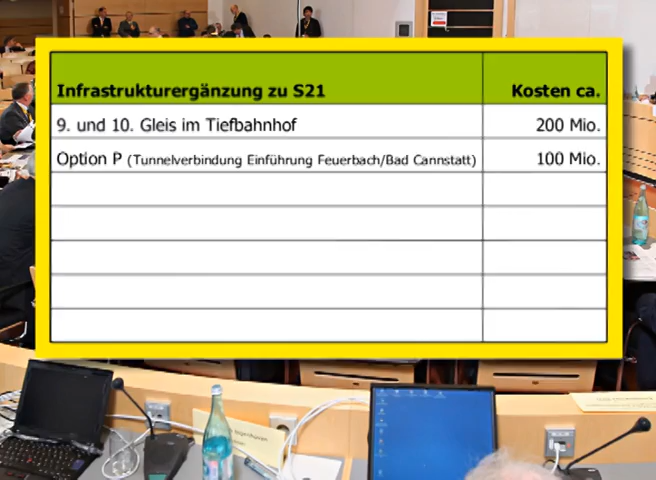 Infrastrukturergänzung zu S21 Kosten ca.
9. und 10. Gleis im Tiefbahnhof 200 Mio.
Option P (Tunnelverbindung Einführung Feuerbach/Bad Cannstatt) 100 Mio.